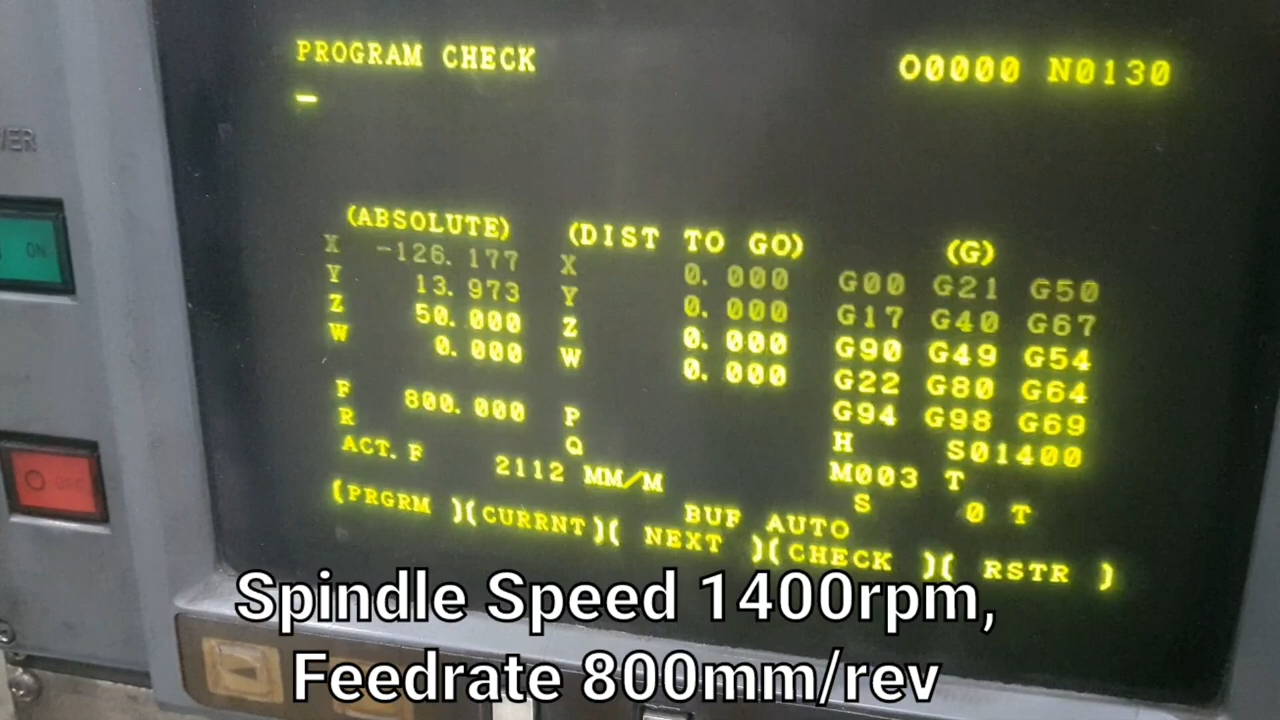 PROGRAM CHECK O0000 N0130
ON
(ABSOLUTE) (DIST TO GO) (G)
X -126.177 X 0.000 G00 G21 G50
Y 13.973 Y 0.000 G17 G40 G67
Z 50.000 Z 0.000 G90 G49 G54
W 0.000 W 0.000 G22 G80 G64
F 800.000 P G94 G98 G69
R Q H S01400
ACT. F 2112 MM/M M003 T
S 0 T
BUF AUTO
(PRGRM )(CURRNT)( NEXT )(CHECK )( RSTR )
OFF
Spindle Speed 1400rpm,
Feedrate 800mm/rev